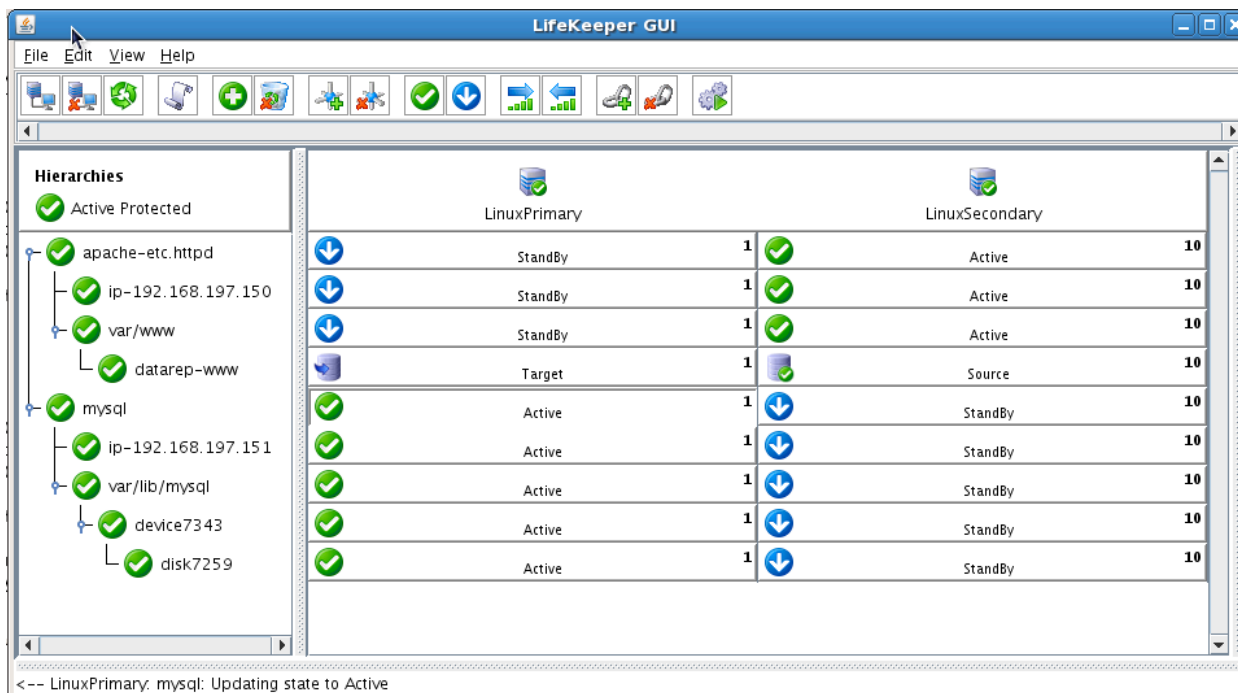 LifeKeeper GUI
File Edit View Help
Hierarchies
Active Protected
LinuxPrimary LinuxSecondary
apache-etc.httpd StandBy 1 Active 10
ip-192.168.197.150 StandBy 1 Active 10
var/www StandBy 1 Active 10
datarep-www Target 1 Source 10
mysql Active 1 StandBy 10
ip-192.168.197.151 Active 1 StandBy 10
var/lib/mysql Active 1 StandBy 10
device7343 Active 1 StandBy 10
disk7259 Active 1 StandBy 10
<-- LinuxPrimary: mysql: Updating state to Active